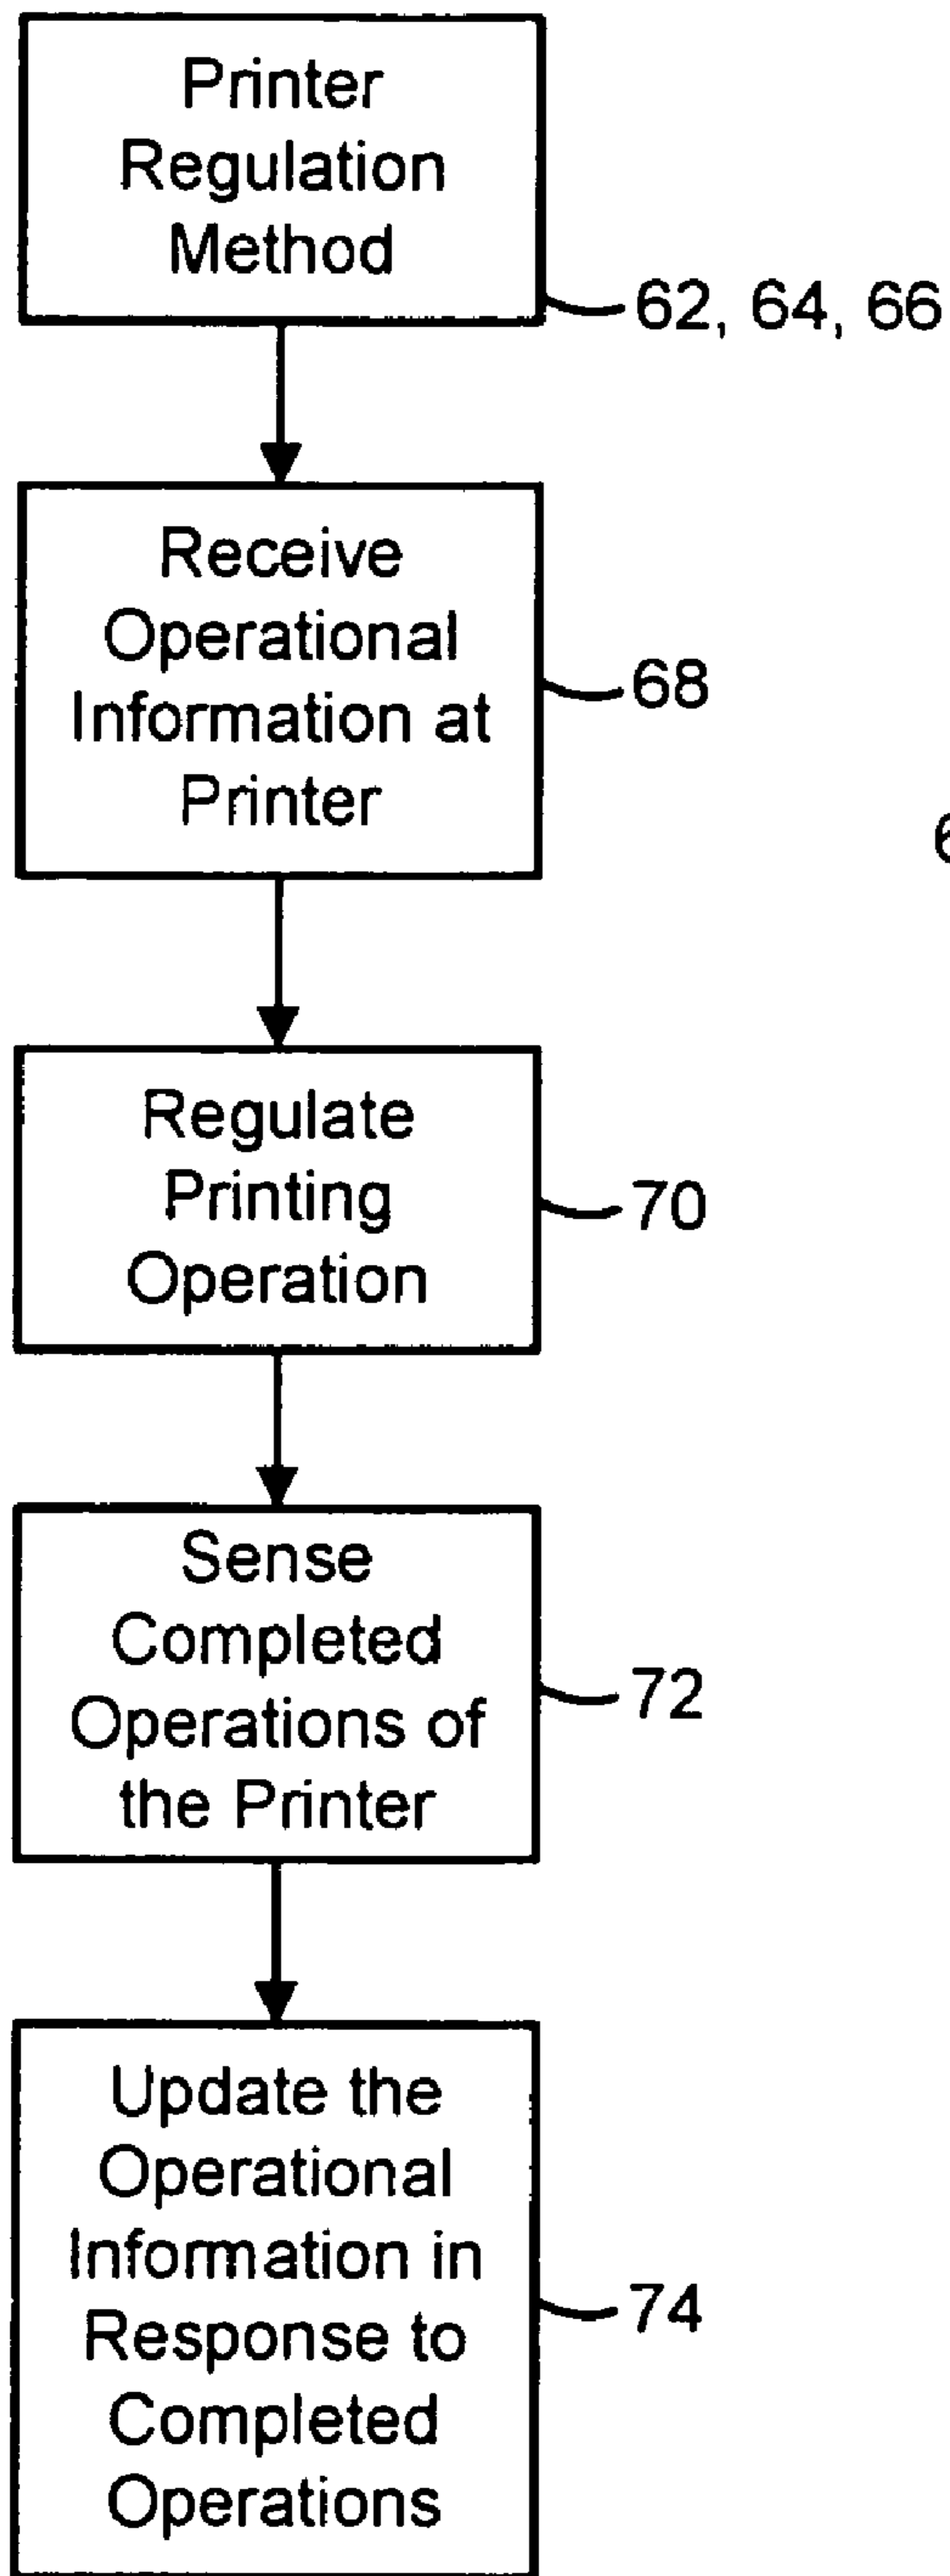 Printer
Regulation
Method
62, 64, 66
Receive
Operational
Information at
Printer
68
Regulate
Printing
Operation
70
Sense
Completed
Operations of
the Printer
72
Update the
Operational
Information in
Response to
Completed
Operations
74